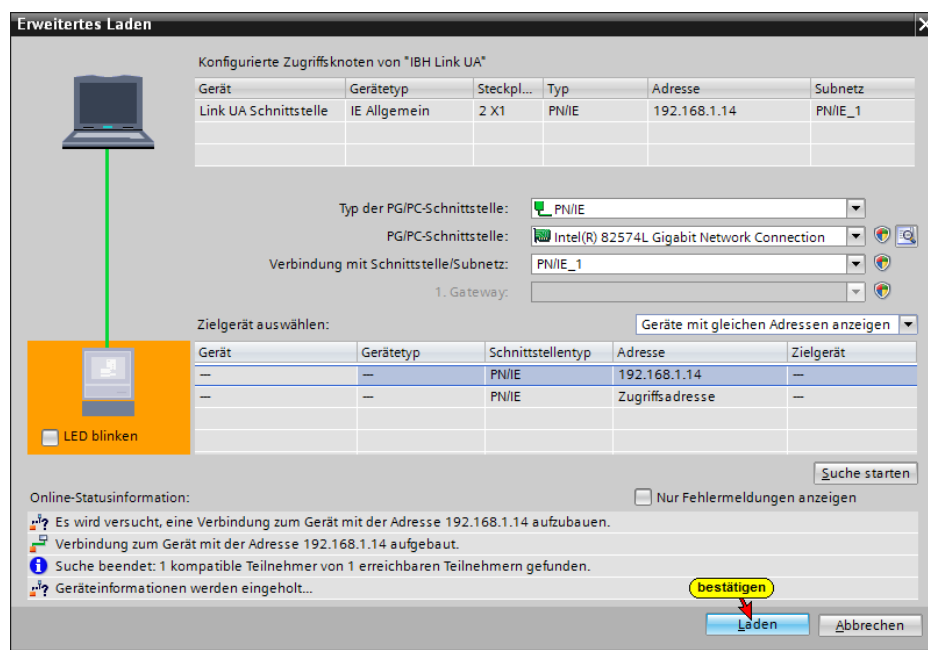 Erweitertes Laden
Konfigurierte Zugriffsknoten von "IBH Link UA"
Gerät Gerätetyp Steckpl... Typ Adresse Subnetz
Link UA Schnittstelle IE Allgemein 2 X1 PN/IE 192.168.1.14 PN/IE_1
Typ der PG/PC-Schnittstelle: PN/IE
PG/PC-Schnittstelle: Intel(R) 82574L Gigabit Network Connection
Verbindung mit Schnittstelle/Subnetz: PN/IE_1
1. Gateway:
Zielgerät auswählen: Geräte mit gleichen Adressen anzeigen
Gerät Gerätetyp Schnittstellentyp Adresse Zielgerät
— — PN/IE 192.168.1.14 —
— — PN/IE Zugriffsadresse —
LED blinken
Suche starten
Online-Statusinformation: Nur Fehlermeldungen anzeigen
Es wird versucht, eine Verbindung zum Gerät mit der Adresse 192.168.1.14 aufzubauen.
Verbindung zum Gerät mit der Adresse 192.168.1.14 aufgebaut.
Suche beendet: 1 kompatible Teilnehmer von 1 erreichbaren Teilnehmern gefunden.
Geräteinformationen werden eingeholt...
bestätigen
Laden Abbrechen